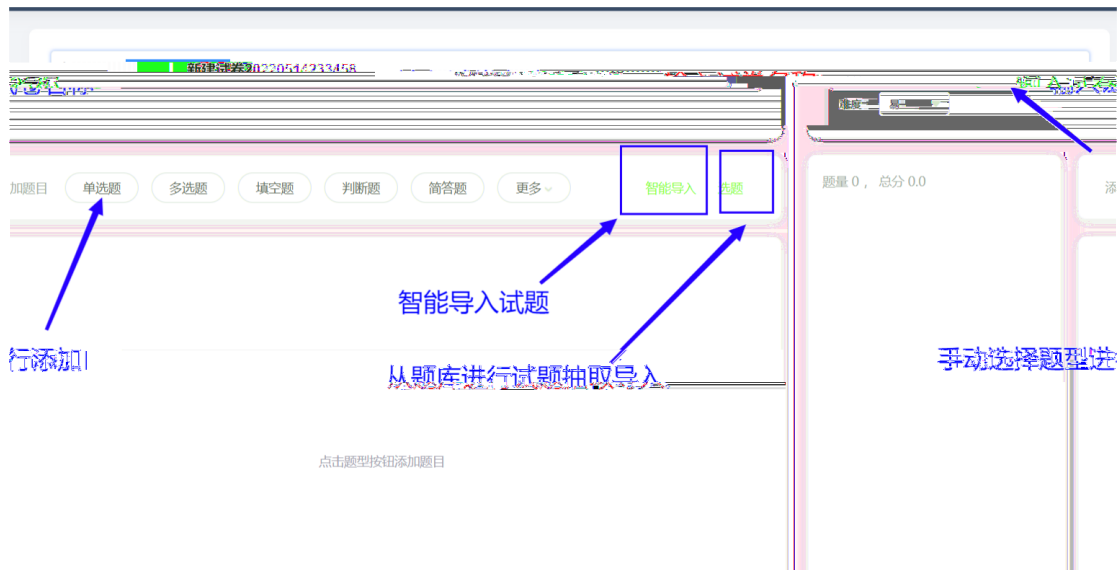 新建试卷20220514233458
难度 易
加题目 单选题 多选题 填空题 判断题 简答题 更多 智能导入 选题
题量 0， 总分 0.0
添
智能导入试题
行添加
手动选择题型进
从题库进行试题抽取导入
点击题型按钮添加题目